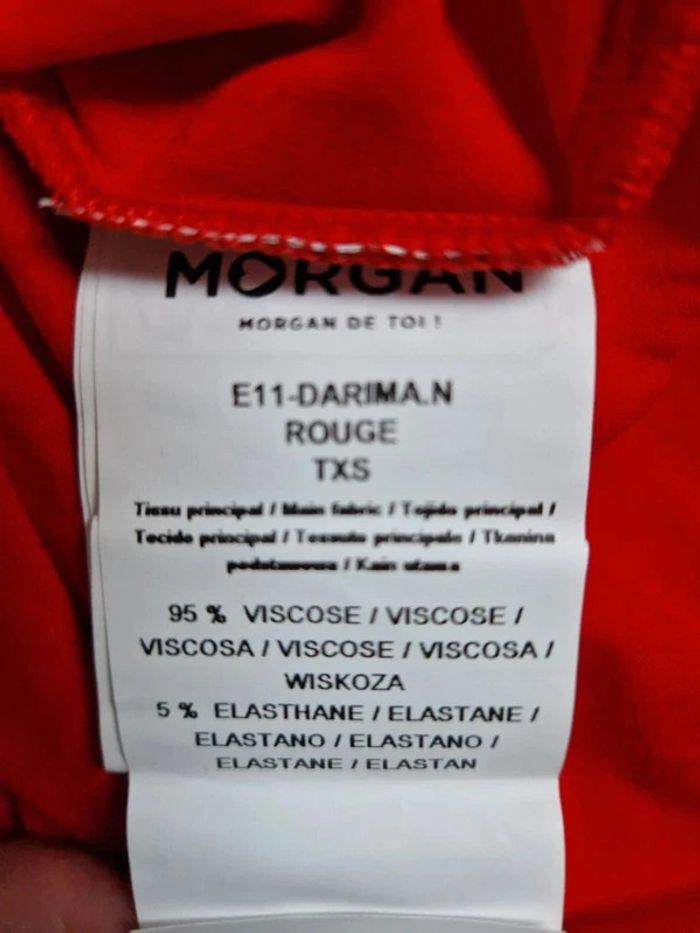 MORGAN
MORGAN DE TOI !
E11-DARIMA.N
ROUGE
TXS
Tissu principal / Main fabric / Tejido principal /
Tecido principal / Tessuto principale / Tkanina
podstawowa / Kain utama
95 % VISCOSE / VISCOSE /
VISCOSA / VISCOSE / VISCOSA /
WISKOZA
5 % ELASTHANE / ELASTANE /
ELASTANO / ELASTANO /
ELASTANE / ELASTAN